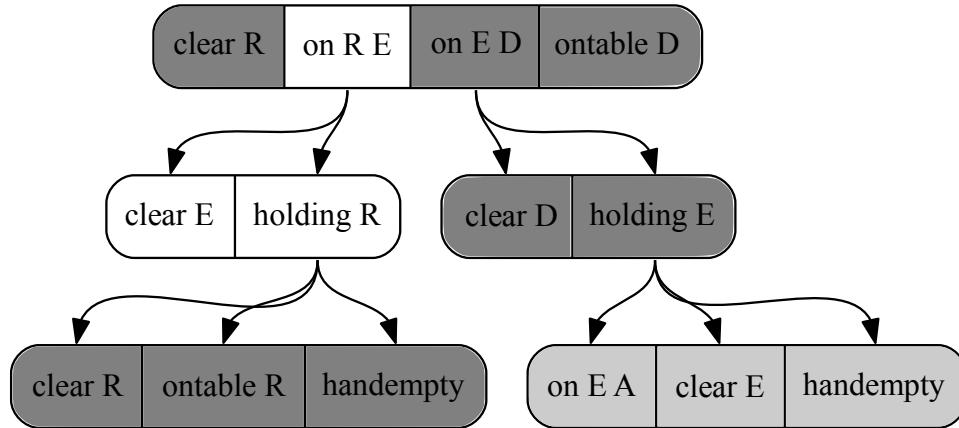 clear R on R E on E D ontable D
clear E holding R clear D holding E
clear R ontable R handempty on E A clear E handempty